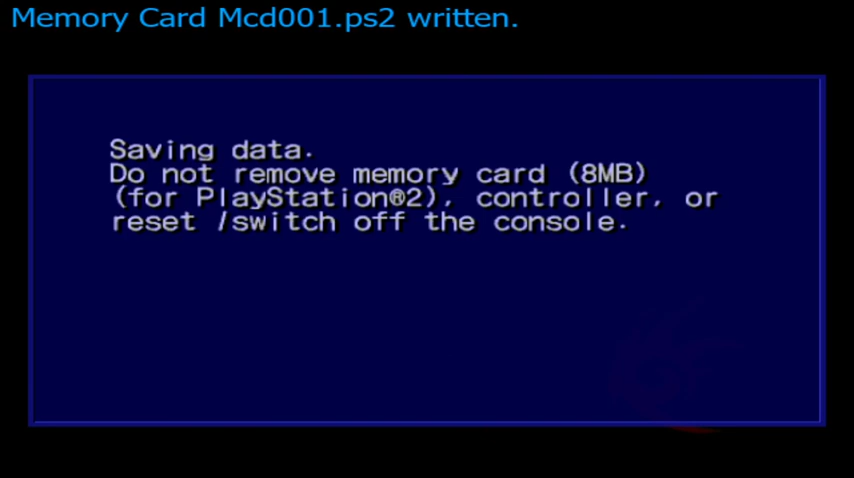 Memory Card Mcd001.ps2 written.
Saving data.
Do not remove memory card (8MB)
(for PlayStation®2), controller, or
reset /switch off the console.